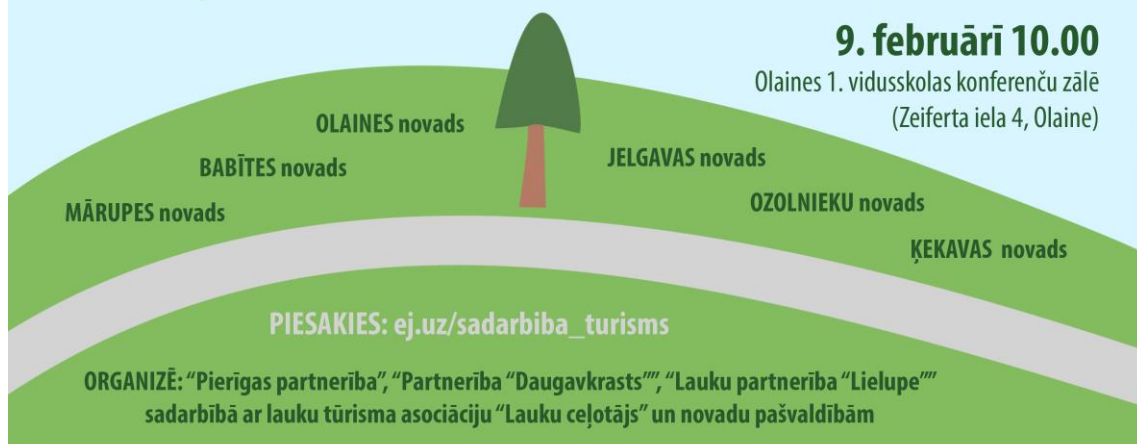 9. februārī 10.00
Olaines 1. vidusskolas konferenču zālē
(Zeiferta iela 4, Olaine)
OLAINES novads
BABĪTES novads
MĀRUPES novads
JELGAVAS novads
OZOLNIEKU novads
ĶEKAVAS novads
PIESAKIES: ej.uz/sadarbiba_turisms
ORGANIZĒ: “Pierīgas partnerība”, “Partnerība “Daugavkrasts””, “Lauku partnerība “Lielupe””
sadarbībā ar lauku tūrisma asociāciju “Lauku ceļotājs” un novadu pašvaldībām